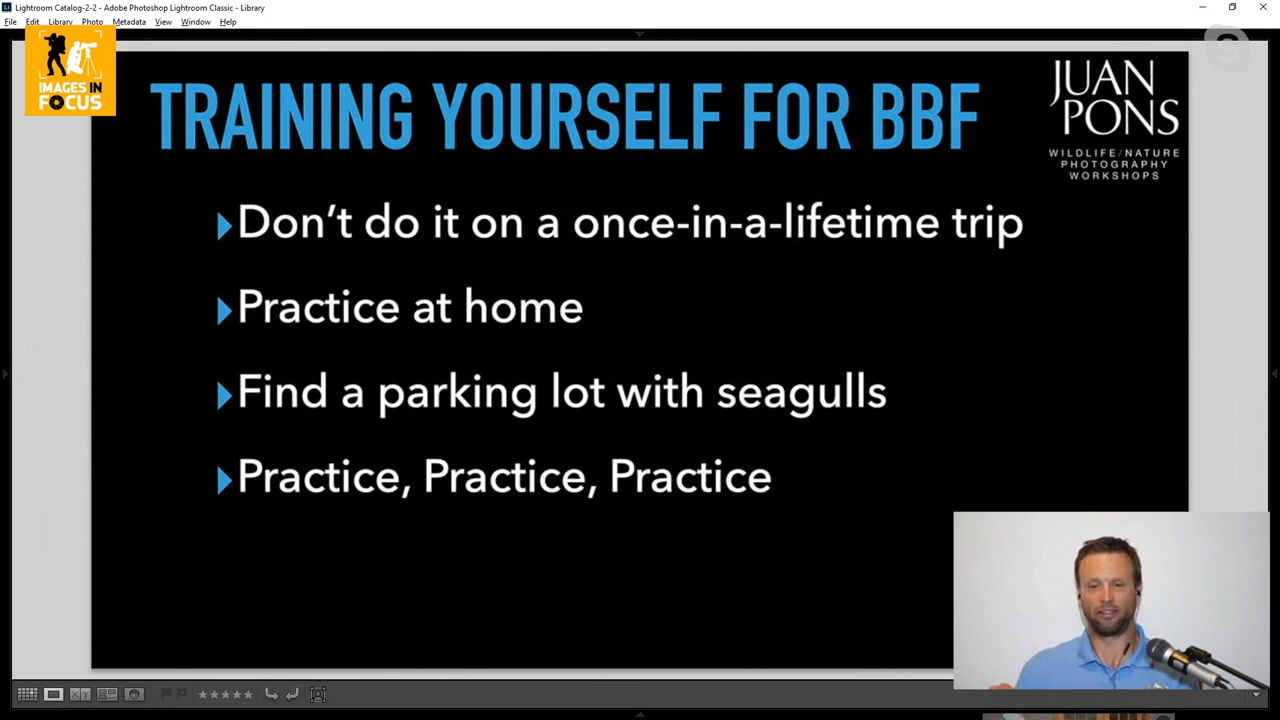 Lightroom Catalog-2-2 - Adobe Photoshop Lightroom Classic - Library
File Edit Library Photo Metadata View Window Help
IMAGES IN
FOCUS
TRAINING YOURSELF FOR BBF
JUAN
PONS
WILDLIFE/NATURE
PHOTOGRAPHY
WORKSHOPS
Don't do it on a once-in-a-lifetime trip
Practice at home
Find a parking lot with seagulls
Practice, Practice, Practice